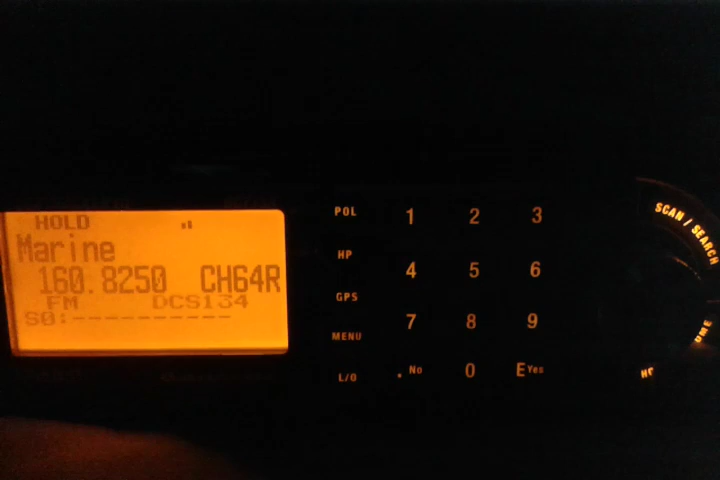 HOLD
Marine
160.8250 CH64R
FM DCS134
S0:----------
POL 1 2 3
HP 4 5 6
GPS 7 8 9
MENU
L/O . No 0 E Yes
SCAN / SEARCH